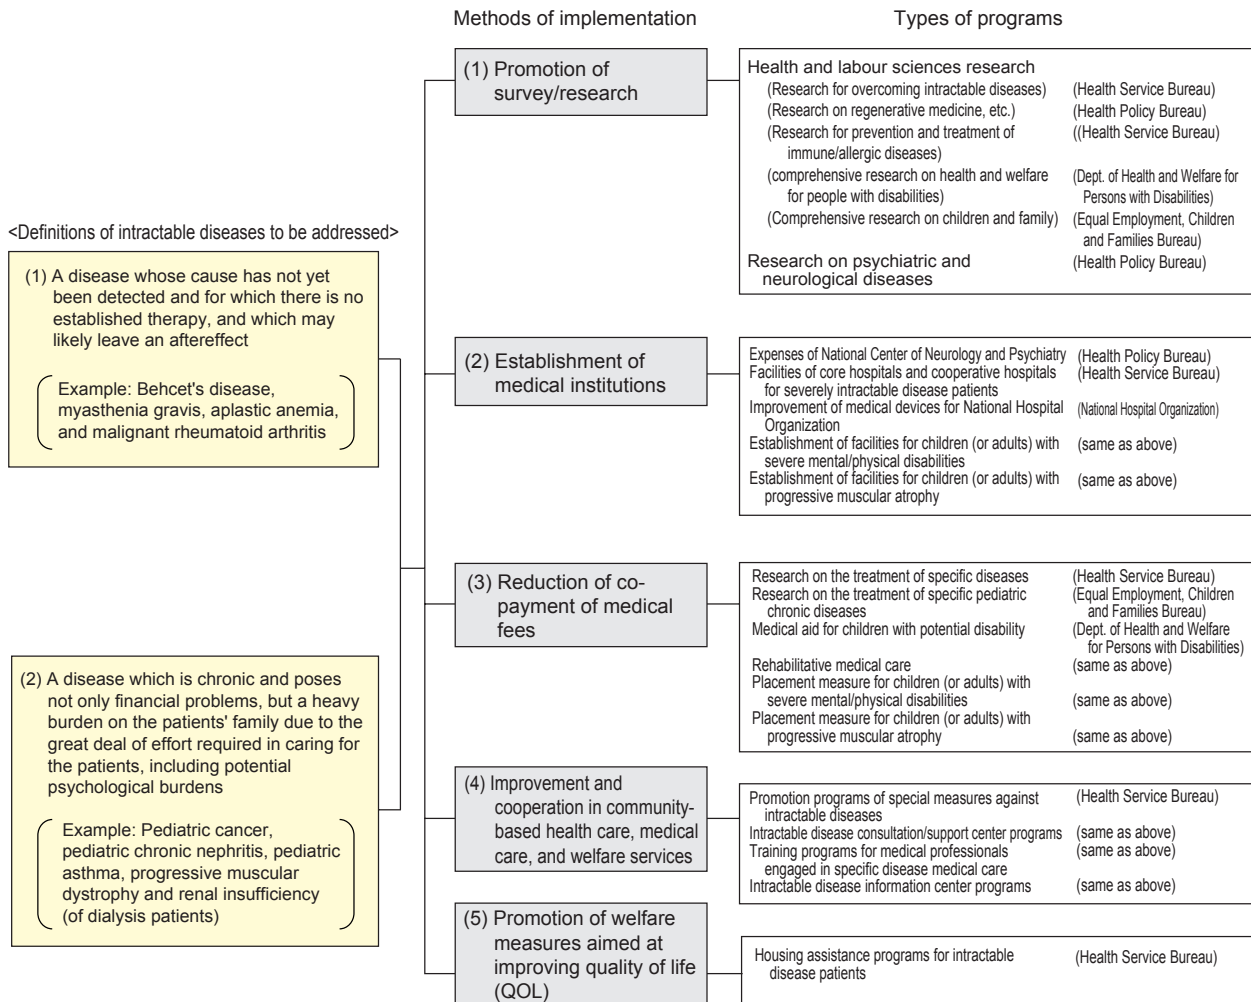 Methods of implementation
Types of programs
<Definitions of intractable diseases to be addressed>
(1) A disease whose cause has not yet
been detected and for which there is no
established therapy, and which may
likely leave an aftereffect
Example: Behcet's disease,
myasthenia gravis, aplastic anemia,
and malignant rheumatoid arthritis
(2) A disease which is chronic and poses
not only financial problems, but a heavy
burden on the patients' family due to the
great deal of effort required in caring for
the patients, including potential
psychological burdens
Example: Pediatric cancer,
pediatric chronic nephritis, pediatric
asthma, progressive muscular
dystrophy and renal insufficiency
(of dialysis patients)
(1) Promotion of
survey/research
Health and labour sciences research
(Research for overcoming intractable diseases) (Health Service Bureau)
(Research on regenerative medicine, etc.) (Health Policy Bureau)
(Research for prevention and treatment of ((Health Service Bureau)
immune/allergic diseases)
(comprehensive research on health and welfare (Dept. of Health and Welfare for
for people with disabilities) Persons with Disabilities)
(Comprehensive research on children and family) (Equal Employment, Children
and Families Bureau)
Research on psychiatric and (Health Policy Bureau)
neurological diseases
(2) Establishment of
medical institutions
Expenses of National Center of Neurology and Psychiatry (Health Policy Bureau)
Facilities of core hospitals and cooperative hospitals (Health Service Bureau)
for severely intractable disease patients
Improvement of medical devices for National Hospital (National Hospital Organization)
Organization
Establishment of facilities for children (or adults) with (same as above)
severe mental/physical disabilities
Establishment of facilities for children (or adults) with (same as above)
progressive muscular atrophy
(3) Reduction of co-
payment of medical
fees
Research on the treatment of specific diseases (Health Service Bureau)
Research on the treatment of specific pediatric (Equal Employment, Children
chronic diseases and Families Bureau)
Medical aid for children with potential disability (Dept. of Health and Welfare
for Persons with Disabilities)
Rehabilitative medical care (same as above)
Placement measure for children (or adults) with
severe mental/physical disabilities (same as above)
Placement measure for children (or adults) with
progressive muscular atrophy (same as above)
(4) Improvement and
cooperation in community-
based health care, medical
care, and welfare services
Promotion programs of special measures against (Health Service Bureau)
intractable diseases
Intractable disease consultation/support center programs (same as above)
Training programs for medical professionals (same as above)
engaged in specific disease medical care
Intractable disease information center programs (same as above)
(5) Promotion of welfare
measures aimed at
improving quality of life
(QOL)
Housing assistance programs for intractable (Health Service Bureau)
disease patients